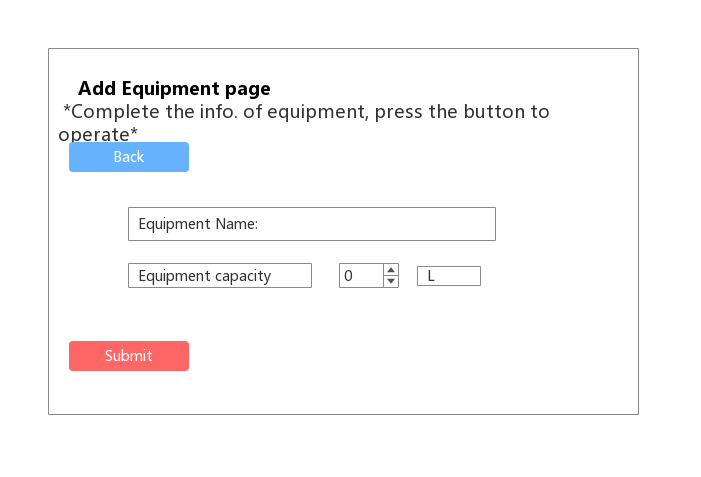 Add Equipment page
*Complete the info. of equipment, press the button to
operate*
Back
Equipment Name:
Equipment capacity 0 L
Submit